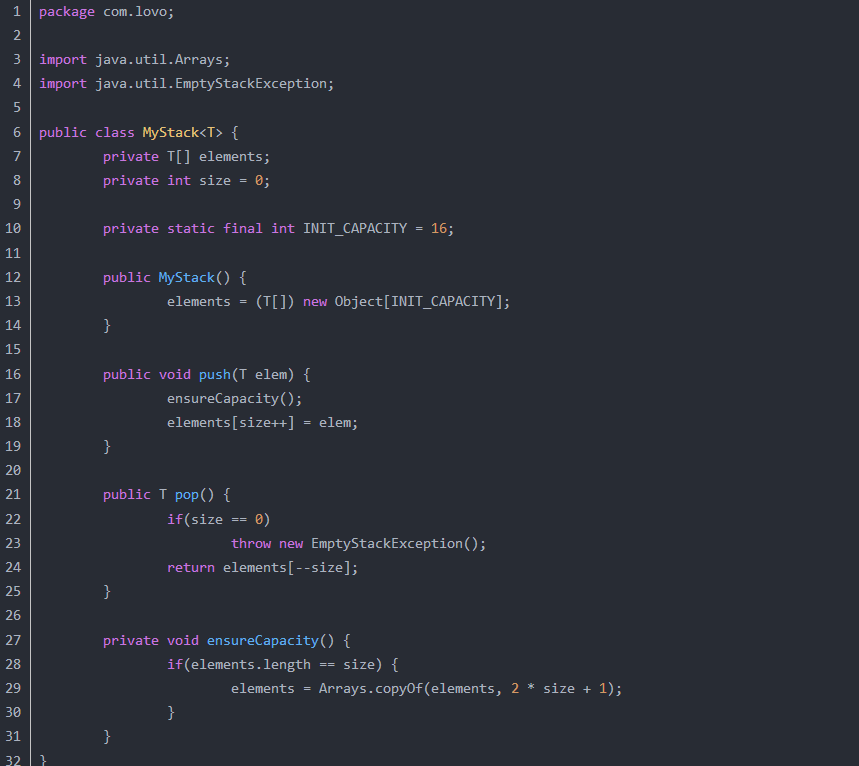 1 package com.lovo;
2
3 import java.util.Arrays;
4 import java.util.EmptyStackException;
5
6 public class MyStack<T> {
7         private T[] elements;
8         private int size = 0;
9
10         private static final int INIT_CAPACITY = 16;
11
12         public MyStack() {
13                 elements = (T[]) new Object[INIT_CAPACITY];
14         }
15
16         public void push(T elem) {
17                 ensureCapacity();
18                 elements[size++] = elem;
19         }
20
21         public T pop() {
22                 if(size == 0)
23                         throw new EmptyStackException();
24                 return elements[--size];
25         }
26
27         private void ensureCapacity() {
28                 if(elements.length == size) {
29                         elements = Arrays.copyOf(elements, 2 * size + 1);
30                 }
31         }
32 }